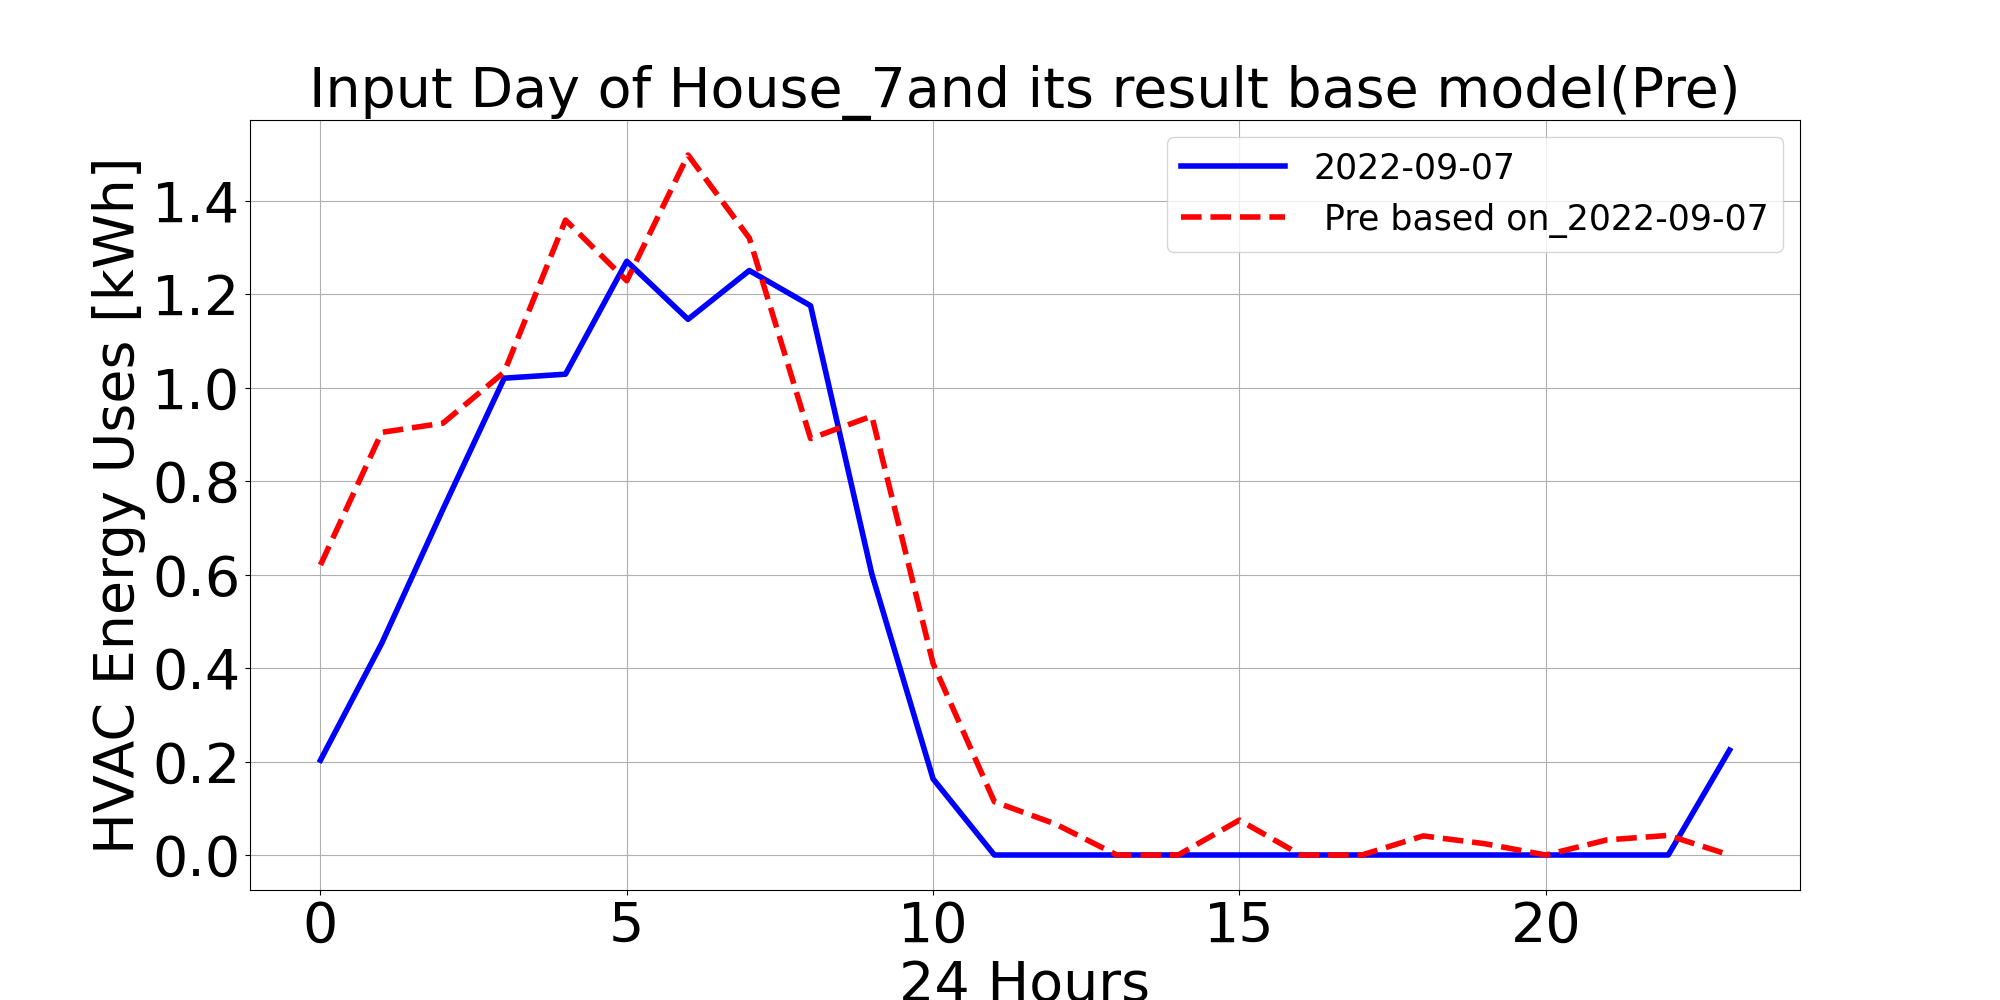 Input Day of House_7and its result base model(Pre)
HVAC Energy Uses [kWh]
1.4
1.2
1.0
0.8
0.6
0.4
0.2
0.0
2022-09-07
Pre based on_2022-09-07
0 5 10 15 20
24 Hours